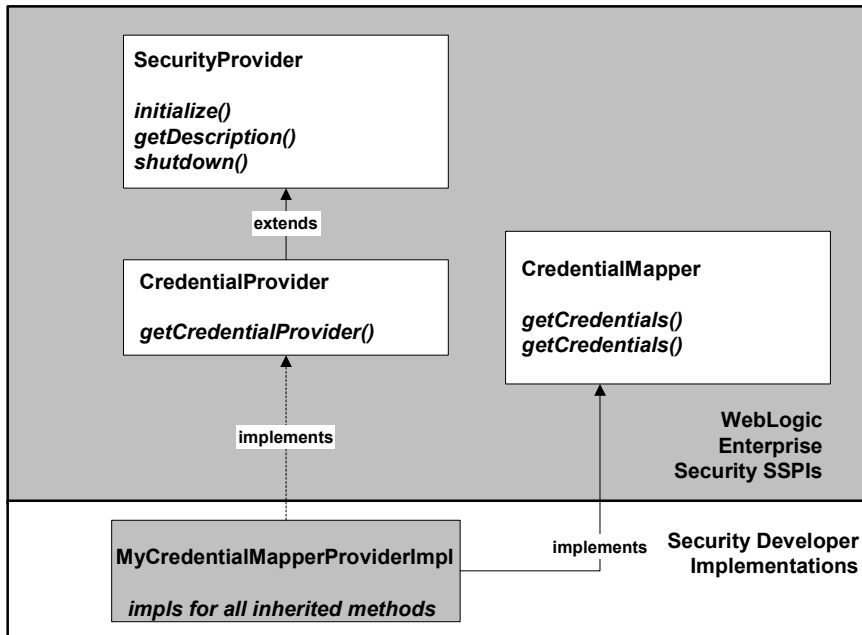 SecurityProvider
initialize()
getDescription()
shutdown()
extends
CredentialProvider
getCredentialProvider()
CredentialMapper
getCredentials()
getCredentials()
implements
WebLogic
Enterprise
Security SSPIs
MyCredentialMapperProviderImpl
impls for all inherited methods
implements
Security Developer
Implementations